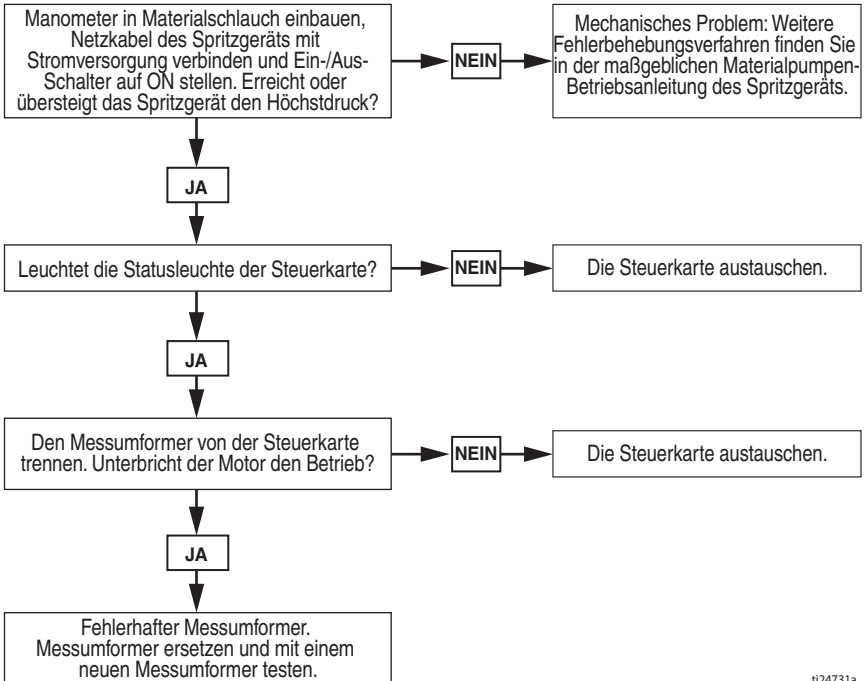 Manometer in Materialschlauch einbauen,
Netzkabel des Spritzgeräts mit
Stromversorgung verbinden und Ein-/Aus-
Schalter auf ON stellen. Erreicht oder
übersteigt das Spritzgerät den Höchstdruck?
NEIN
Mechanisches Problem: Weitere
Fehlerbehebungsverfahren finden Sie
in der maßgeblichen Materialpumpen-
Betriebsanleitung des Spritzgeräts.
JA
Leuchtet die Statusleuchte der Steuerkarte?
NEIN
Die Steuerkarte austauschen.
JA
Den Messumformer von der Steuerkarte
trennen. Unterbricht der Motor den Betrieb?
NEIN
Die Steuerkarte austauschen.
JA
Fehlerhafter Messumformer.
Messumformer ersetzen und mit einem
neuen Messumformer testen.
ti24731a